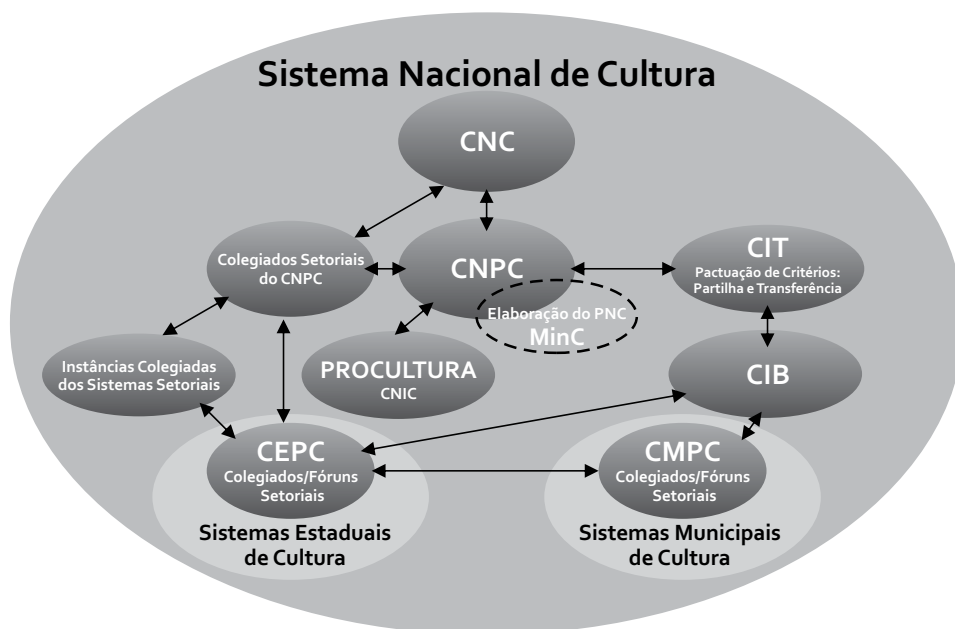 Sistema Nacional de Cultura
CNC
Colegiados Setoriais
do CNPC
CNPC
CIT
Pactuação de Critérios:
Partilha e Transferência
Elaboração do PNC
MinC
Instâncias Colegiadas
dos Sistemas Setoriais
PROCULTURA
CNIC
CIB
CEPC
Colegiados/Fóruns
Setoriais
CMPC
Colegiados/Fóruns
Setoriais
Sistemas Estaduais
de Cultura
Sistemas Municipais
de Cultura